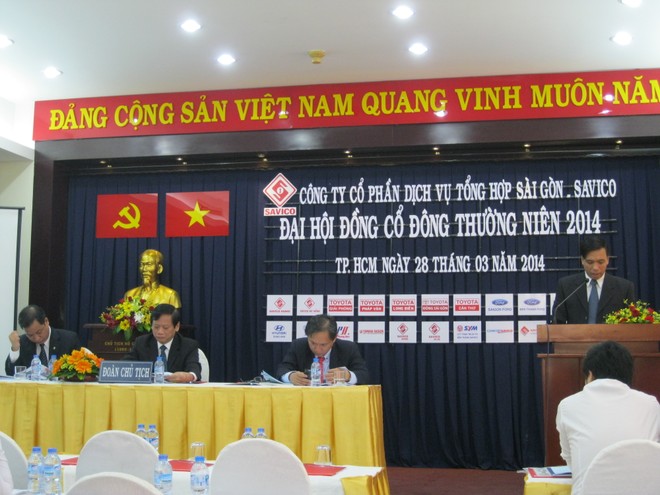 ĐẢNG CỘNG SẢN VIỆT NAM QUANG VINH MUÔN NĂM
SAVICO
CÔNG TY CỔ PHẦN DỊCH VỤ TỔNG HỢP SÀI GÒN . SAVICO
ĐẠI HỘI ĐỒNG CỔ ĐÔNG THƯỜNG NIÊN 2014
TP. HCM NGÀY 28 THÁNG 03 NĂM 2014
TOYOTA
TOYOTA
TOYOTA
TOYOTA
TOYOTA
SYM
ĐOÀN CHỦ TỊCH